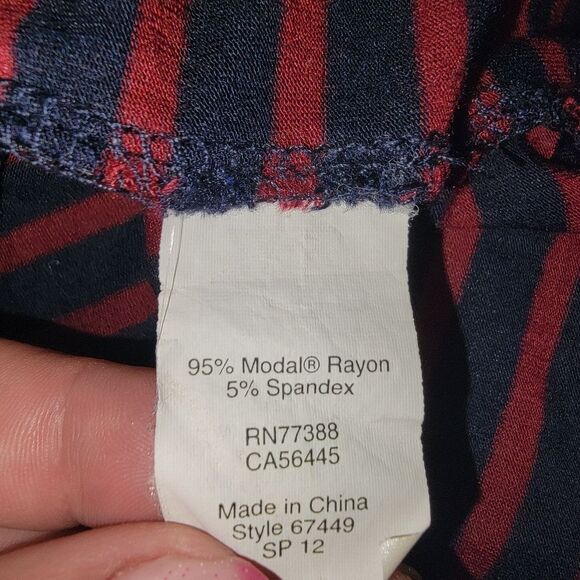 95% Modal® Rayon
5% Spandex
RN77388
CA56445
Made in China
Style 67449
SP 12